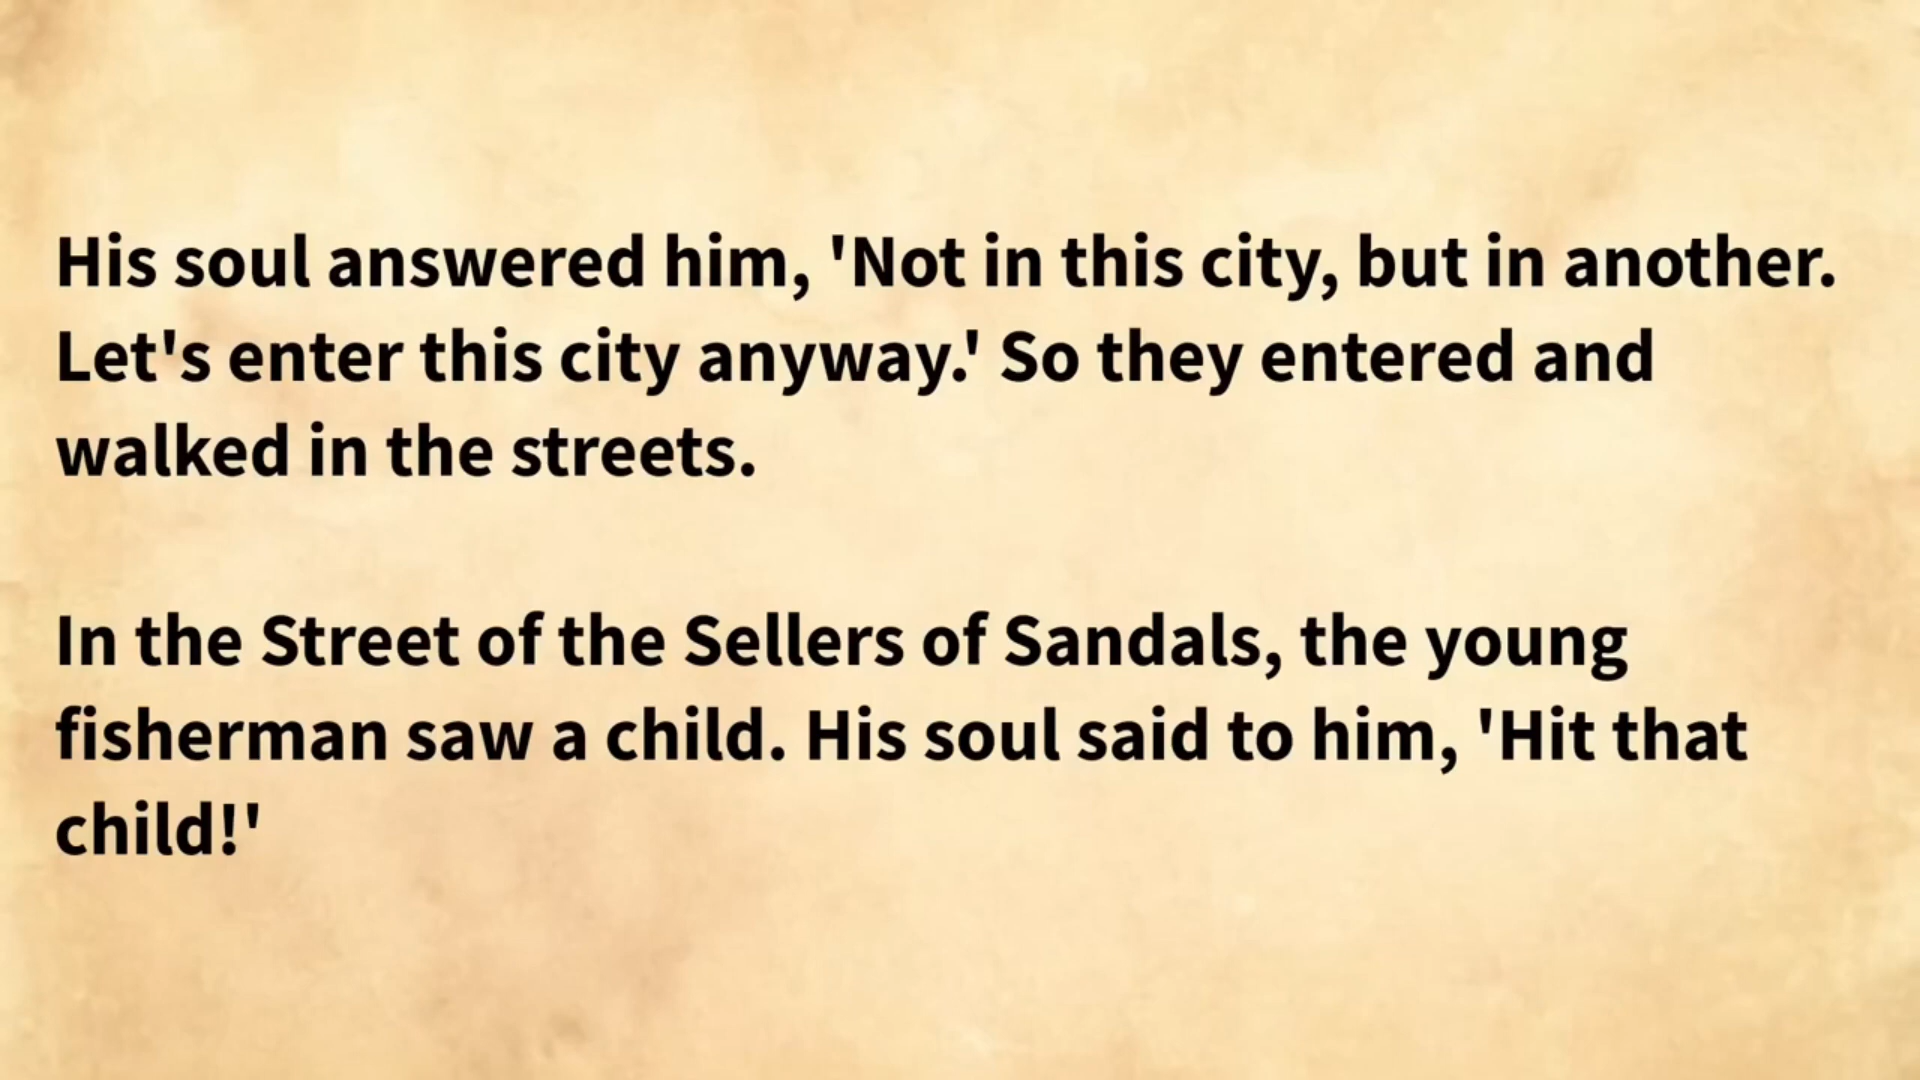 His soul answered him, 'Not in this city, but in another.
Let's enter this city anyway.' So they entered and
walked in the streets.
In the Street of the Sellers of Sandals, the young
fisherman saw a child. His soul said to him, 'Hit that
child!'